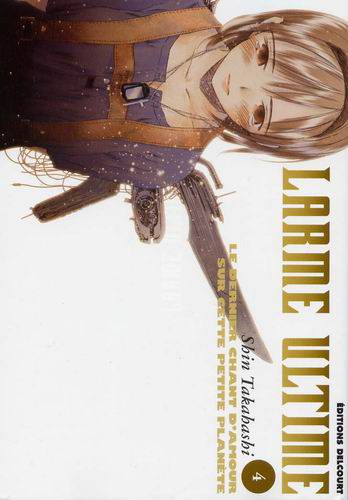 ÉDITIONS DELCOURT
LARME ULTIME
LE DERNIER CHANT D'AMOUR
SUR CETTE PETITE PLANÈTE
Shin Takahashi
4